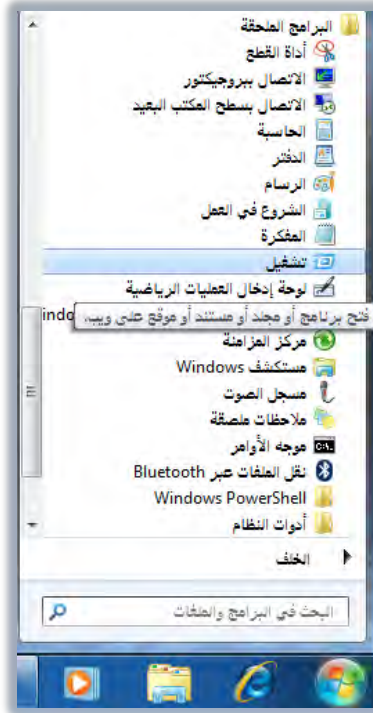 البرامج الملحقة
أداة القطع
الاتصال ببروجيكتور
الاتصال بسطح المكتب البعيد
الحاسبة
الدفتر
الرسام
الشروع في العمل
المفكرة
تشغيل
لوحة إدخال العمليات الرياضية
فتح برنامج أو مجلد أو مستند أو موقع على ويب.
مركز المزامنة
مستكشف Windows
مسجل الصوت
ملاحظات ملصقة
موجه الأوامر
نقل الملفات عبر Bluetooth
Windows PowerShell
أدوات النظام
الخلف
البحث في البرامج والملفات